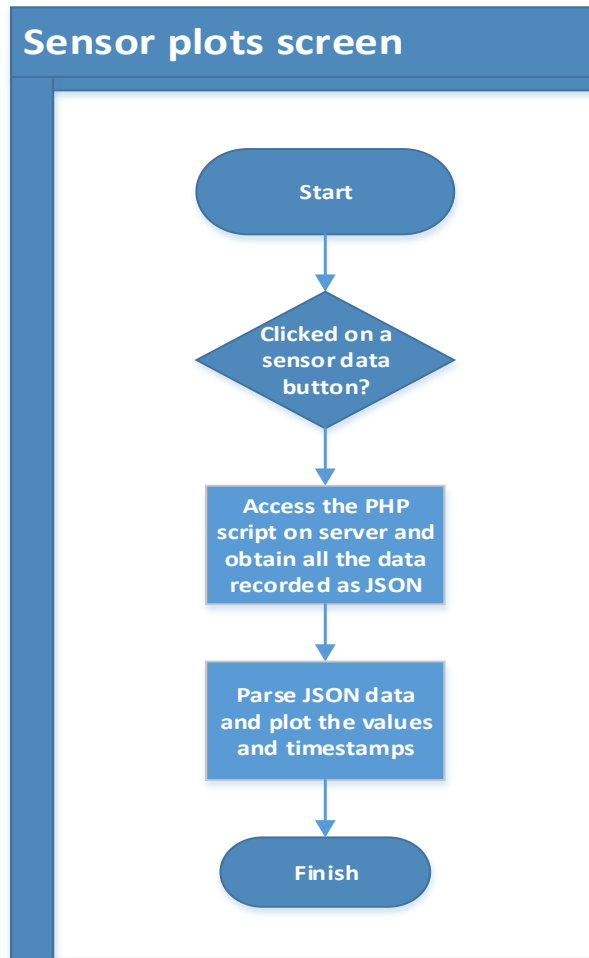 Sensor plots screen
Start
Clicked on a
sensor data
button?
Access the PHP
script on server and
obtain all the data
recorded as JSON
Parse JSON data
and plot the values
and timestamps
Finish